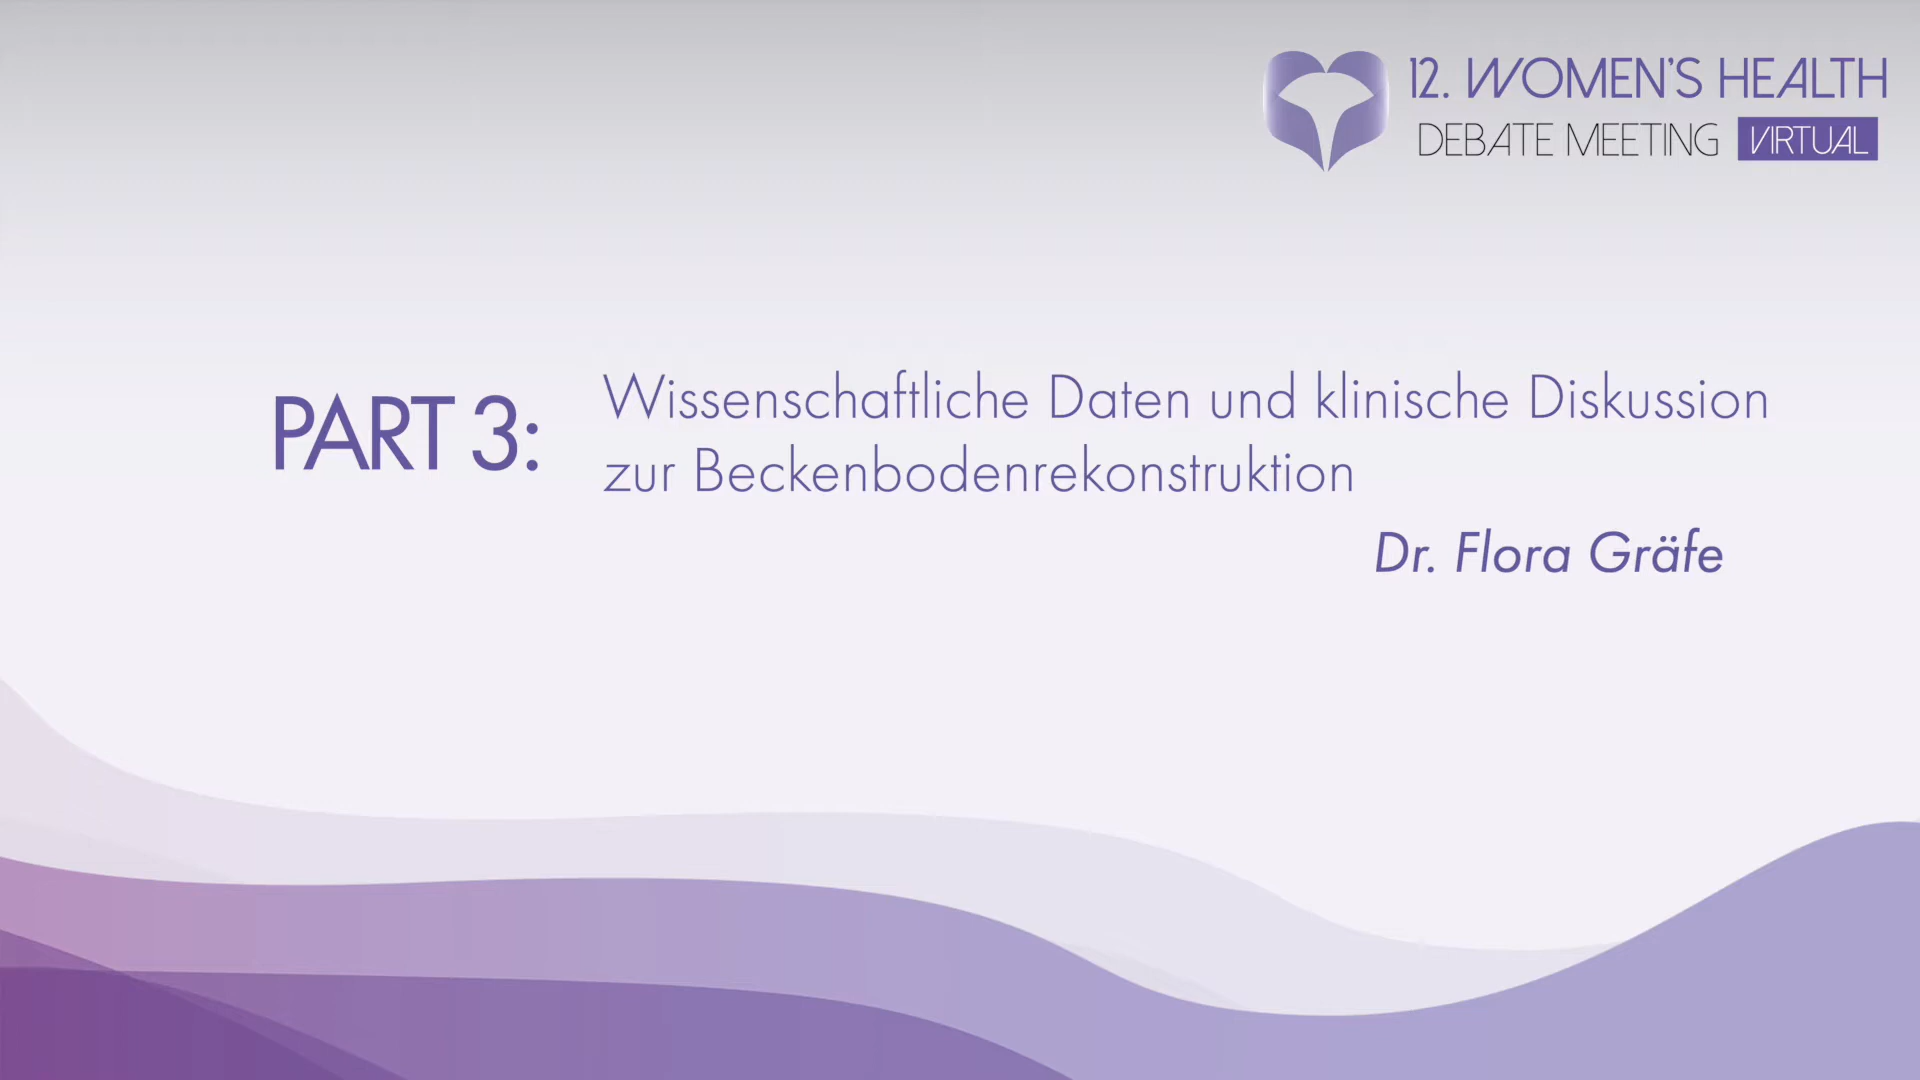 12. WOMEN'S HEALTH
DEBATE MEETING VIRTUAL
PART 3:
Wissenschaftliche Daten und klinische Diskussion
zur Beckenbodenrekonstruktion
Dr. Flora Gräfe